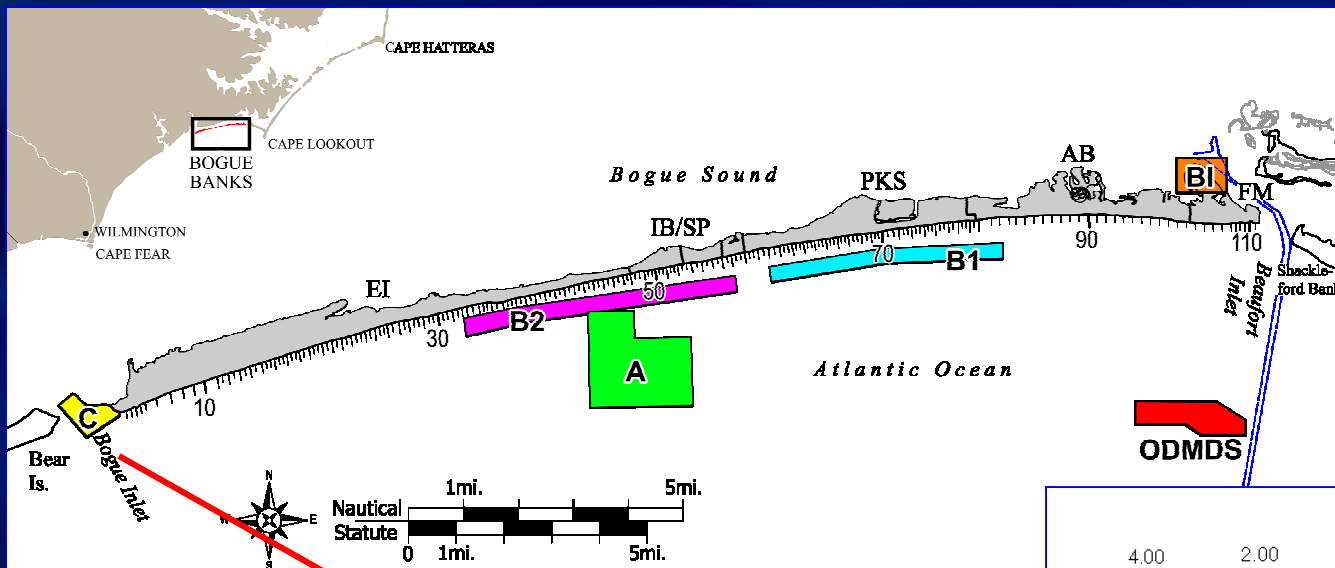 CAPE HATTERAS
CAPE LOOKOUT
BOGUE
BANKS
WILMINGTON
CAPE FEAR
Bogue Sound
AB
PKS
BI
FM
IB/SP
EI
110
90
70
B1
50
B2
30
10
Shackle-
ford Bank
Beaufort
Inlet
A
Atlantic Ocean
C
ODMDS
Bear
Is.
Bogue Inlet
N
W
E
S
1mi.
5mi.
Nautical
Statute
0
1mi.
5mi.
4.00
2.00